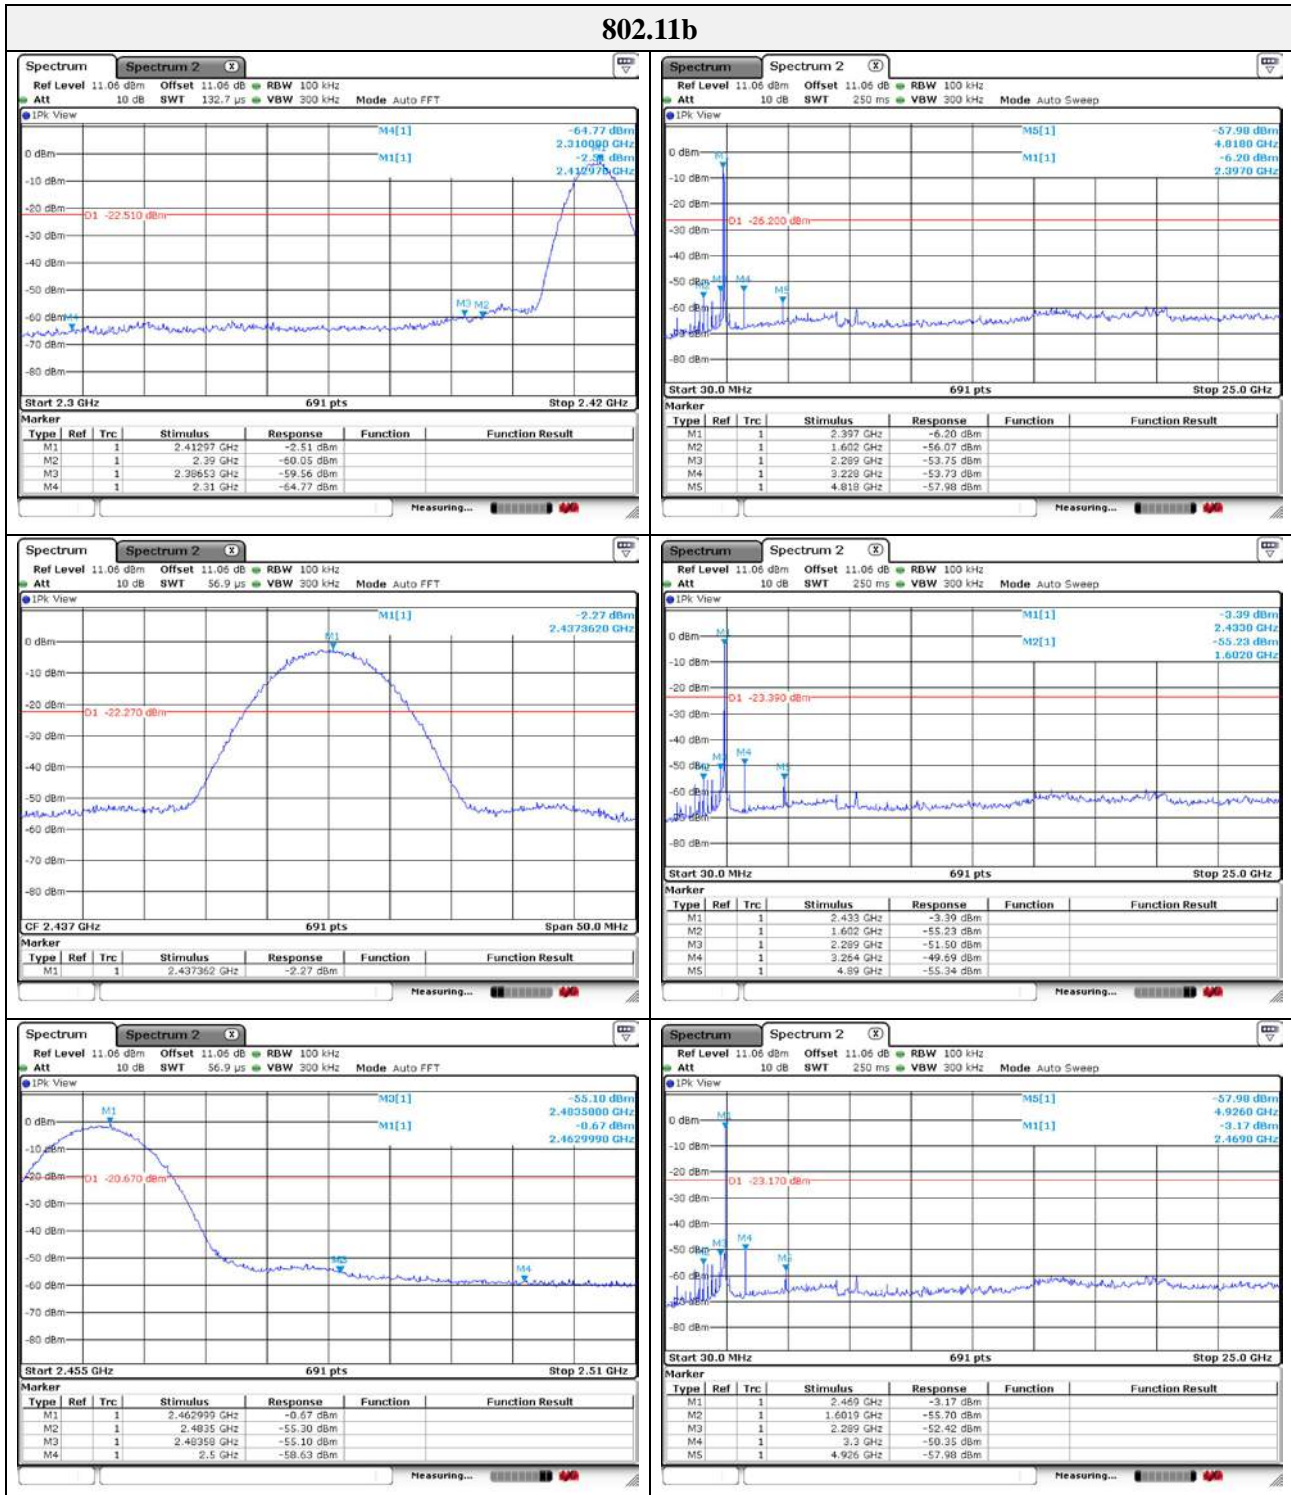 802.11b
Spectrum Spectrum 2 X
Ref Level 11.06 dBm Offset 11.06 dB RBW 100 kHz
Att 10 dB SWT 132.7 µs VBW 300 kHz Mode Auto FFT
1Pk View
M4[1] -64.77 dBm
2.310000 GHz
M1[1] -2.51 dBm
2.412970 GHz
0 dBm
-10 dBm
-20 dBm
D1 -22.510 dBm
-30 dBm
-40 dBm
-50 dBm
M3 M2
-60 dBm M4
-70 dBm
-80 dBm
Start 2.3 GHz 691 pts Stop 2.42 GHz
Marker
Type Ref Trc Stimulus Response Function Function Result
M1 1 2.41297 GHz -2.51 dBm
M2 1 2.39 GHz -60.05 dBm
M3 1 2.38653 GHz -59.56 dBm
M4 1 2.31 GHz -64.77 dBm
Measuring...
Spectrum Spectrum 2 X
Ref Level 11.06 dBm Offset 11.06 dB RBW 100 kHz
Att 10 dB SWT 250 ms VBW 300 kHz Mode Auto Sweep
1Pk View
M5[1] -57.98 dBm
4.8180 GHz
M1[1] -6.20 dBm
2.3970 GHz
0 dBm M1
-10 dBm
-20 dBm
D1 -26.200 dBm
-30 dBm
-40 dBm
-50 dBm M2 M3 M4 M5
-60 dBm
-70 dBm
-80 dBm
Start 30.0 MHz 691 pts Stop 25.0 GHz
Marker
Type Ref Trc Stimulus Response Function Function Result
M1 1 2.397 GHz -6.20 dBm
M2 1 1.602 GHz -56.07 dBm
M3 1 2.289 GHz -53.75 dBm
M4 1 3.228 GHz -53.73 dBm
M5 1 4.818 GHz -57.98 dBm
Measuring...
Spectrum Spectrum 2 X
Ref Level 11.06 dBm Offset 11.06 dB RBW 100 kHz
Att 10 dB SWT 56.9 µs VBW 300 kHz Mode Auto FFT
1Pk View
M1[1] -2.27 dBm
2.4373620 GHz
0 dBm M1
-10 dBm
-20 dBm
D1 -22.270 dBm
-30 dBm
-40 dBm
-50 dBm
-60 dBm
-70 dBm
-80 dBm
CF 2.437 GHz 691 pts Span 50.0 MHz
Marker
Type Ref Trc Stimulus Response Function Function Result
M1 1 2.437362 GHz -2.27 dBm
Measuring...
Spectrum Spectrum 2 X
Ref Level 11.06 dBm Offset 11.06 dB RBW 100 kHz
Att 10 dB SWT 250 ms VBW 300 kHz Mode Auto Sweep
1Pk View
M1[1] -3.39 dBm
2.4330 GHz
M2[1] -55.23 dBm
1.6020 GHz
0 dBm M1
-10 dBm
-20 dBm
D1 -23.390 dBm
-30 dBm
-40 dBm
-50 dBm M2 M3 M4 M5
-60 dBm
-70 dBm
-80 dBm
Start 30.0 MHz 691 pts Stop 25.0 GHz
Marker
Type Ref Trc Stimulus Response Function Function Result
M1 1 2.433 GHz -3.39 dBm
M2 1 1.602 GHz -55.23 dBm
M3 1 2.289 GHz -51.50 dBm
M4 1 3.264 GHz -49.69 dBm
M5 1 4.89 GHz -55.34 dBm
Measuring...
Spectrum Spectrum 2 X
Ref Level 11.06 dBm Offset 11.06 dB RBW 100 kHz
Att 10 dB SWT 56.9 µs VBW 300 kHz Mode Auto FFT
1Pk View
M3[1] -55.10 dBm
2.4835800 GHz
M1[1] -0.67 dBm
2.4629990 GHz
M1
0 dBm
-10 dBm
-20 dBm D1 -20.670 dBm
-30 dBm
-40 dBm
-50 dBm
M3 M4
-60 dBm
-70 dBm
-80 dBm
Start 2.455 GHz 691 pts Stop 2.51 GHz
Marker
Type Ref Trc Stimulus Response Function Function Result
M1 1 2.462999 GHz -0.67 dBm
M2 1 2.4835 GHz -55.30 dBm
M3 1 2.48358 GHz -55.10 dBm
M4 1 2.5 GHz -58.63 dBm
Measuring...
Spectrum Spectrum 2 X
Ref Level 11.06 dBm Offset 11.06 dB RBW 100 kHz
Att 10 dB SWT 250 ms VBW 300 kHz Mode Auto Sweep
1Pk View
M5[1] -57.98 dBm
4.9260 GHz
M1[1] -3.17 dBm
2.4690 GHz
0 dBm M1
-10 dBm
-20 dBm
D1 -23.170 dBm
-30 dBm
-40 dBm
-50 dBm M2 M3 M4 M5
-60 dBm
-70 dBm
-80 dBm
Start 30.0 MHz 691 pts Stop 25.0 GHz
Marker
Type Ref Trc Stimulus Response Function Function Result
M1 1 2.469 GHz -3.17 dBm
M2 1 1.6019 GHz -55.70 dBm
M3 1 2.289 GHz -52.42 dBm
M4 1 3.3 GHz -50.35 dBm
M5 1 4.926 GHz -57.98 dBm
Measuring...